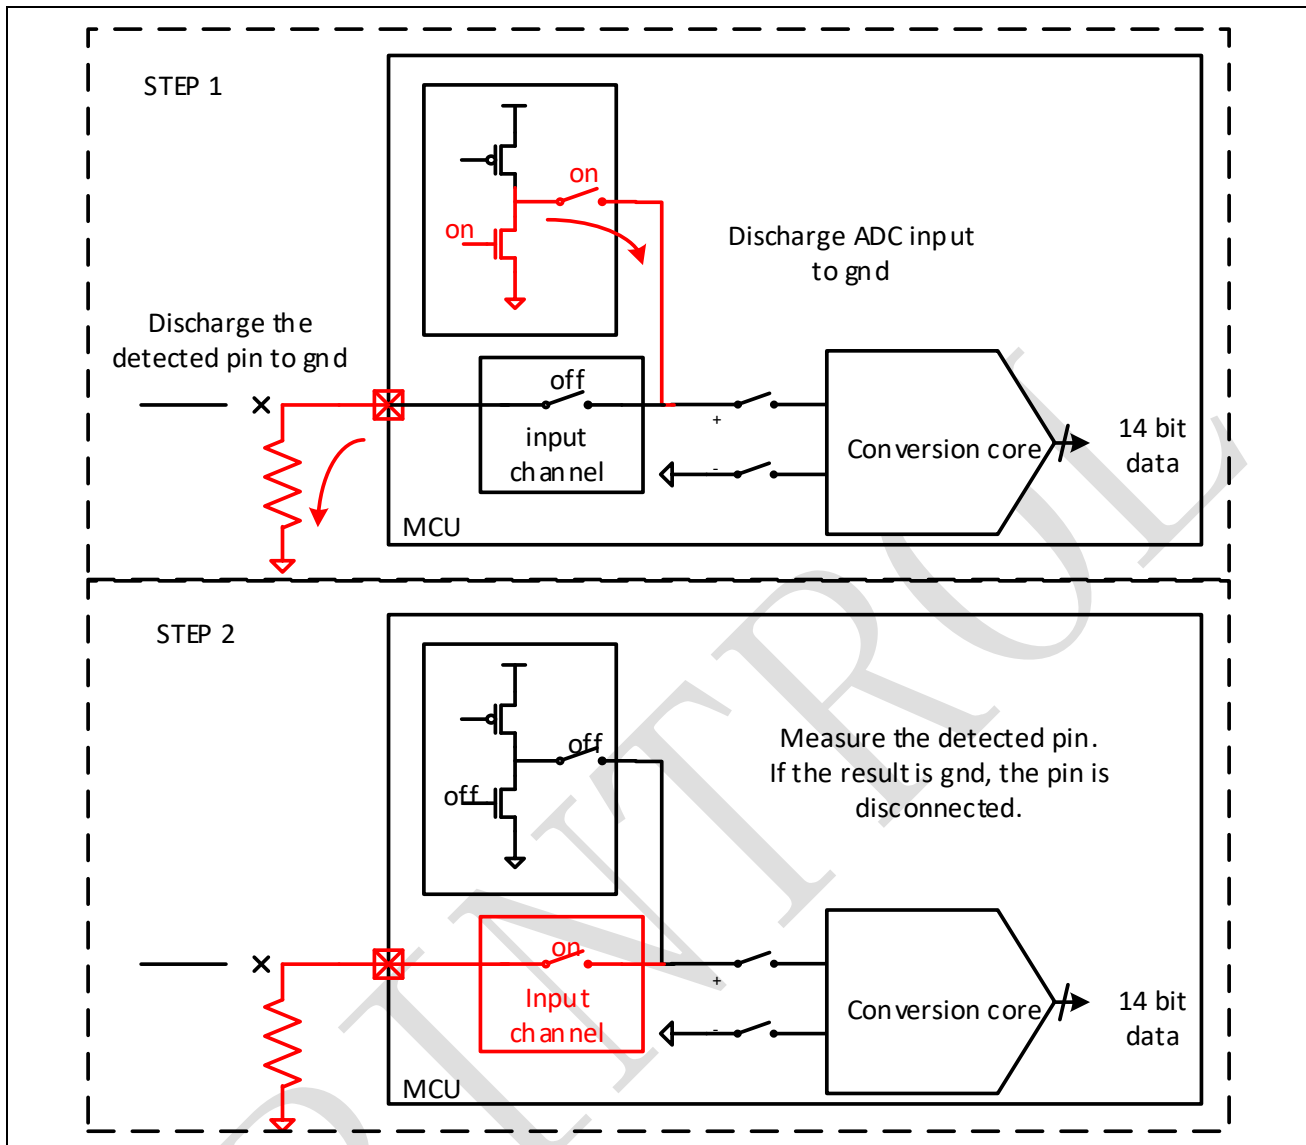 STEP 1
on
on
Discharge ADC input
to gnd
Discharge the
detected pin to gnd
off
input
channel
+
-
Conversion core
14 bit
data
MCU
STEP 2
off
off
Measure the detected pin.
If the result is gnd, the pin is
disconnected.
on
Input
channel
+
-
Conversion core
14 bit
data
MCU